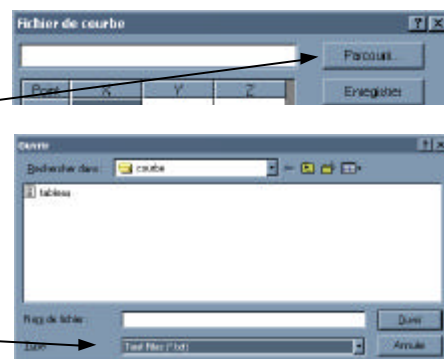 Fichier de courbe
Parcourir...
Point X Y Z
Enregistrer
Ouvrir
Rechercher dans: courbe
tableau
Nom de fichier:
Ouvrir
Type: Text Files (*.txt)
Annuler